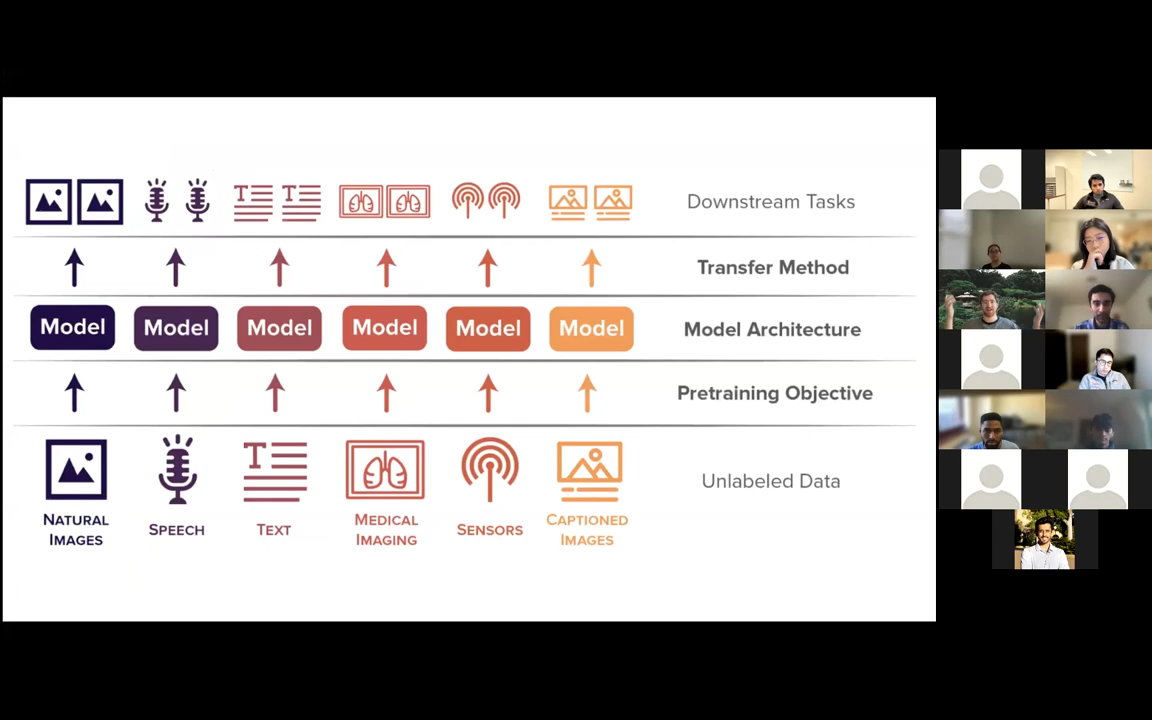 Downstream Tasks
Transfer Method
Model Model Model Model Model Model Model Architecture
Pretraining Objective
Unlabeled Data
NATURAL IMAGES
SPEECH
TEXT
MEDICAL IMAGING
SENSORS
CAPTIONED IMAGES